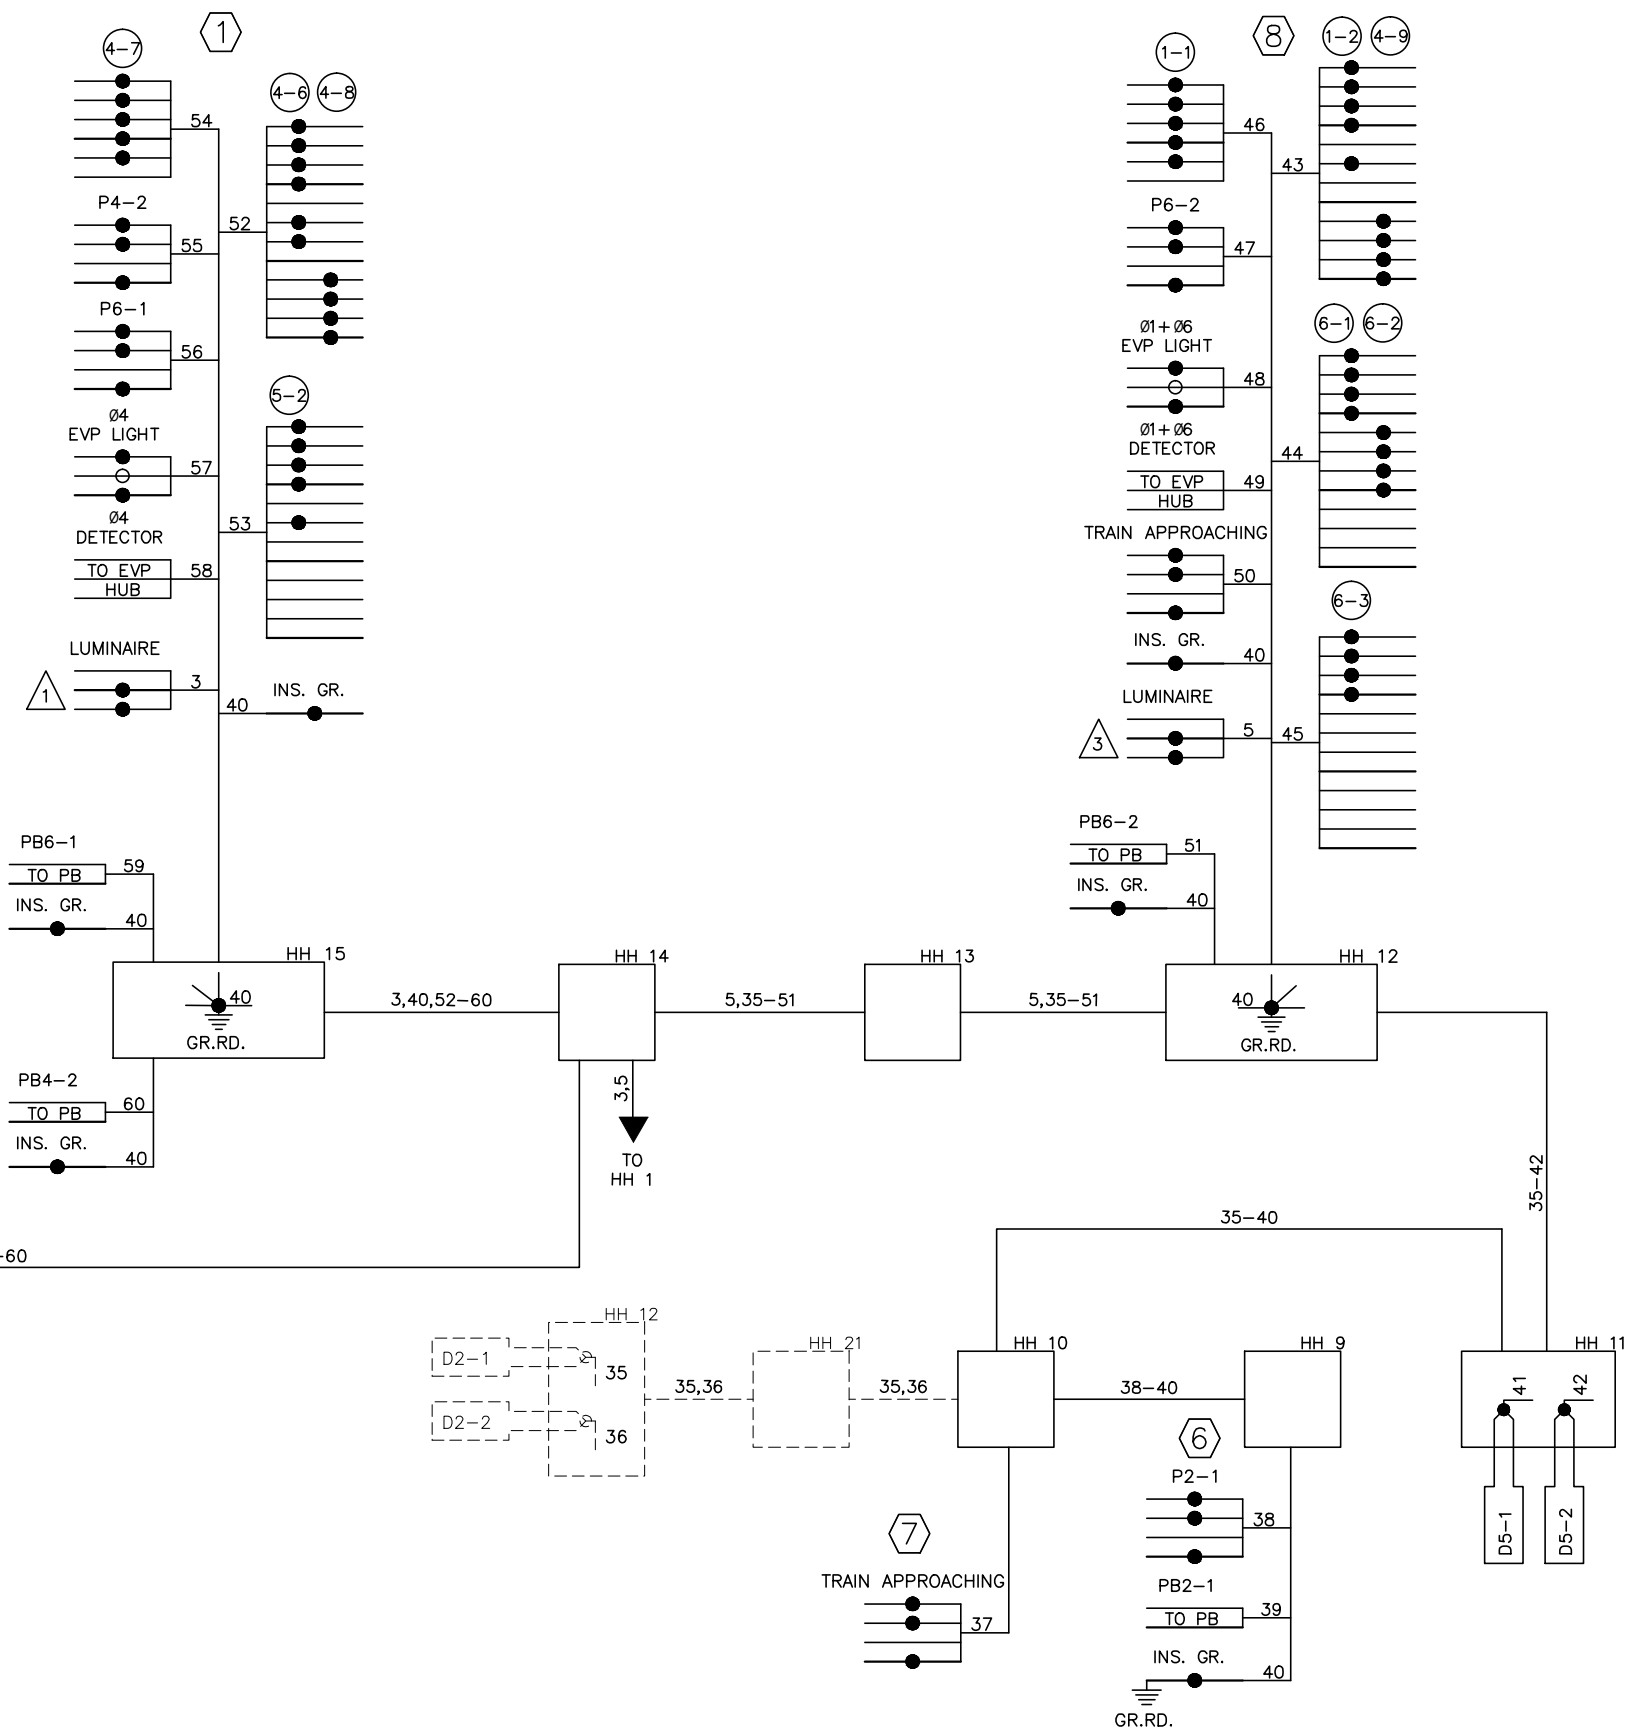 1
4-7
4-6 4-8
54
P4-2
52
55
P6-1
56
Ø4
EVP LIGHT
5-2
57
Ø4
DETECTOR
53
TO EVP
HUB
58
LUMINAIRE
1
3
40
INS. GR.
PB6-1
TO PB
59
INS. GR.
40
HH 15
40
GR.RD.
PB4-2
TO PB
60
INS. GR.
40
3,40,52-60
HH 14
3,5
TO
HH 1
5,35-51
HH 13
5,35-51
-60
8
1-1
1-2 4-9
46
43
P6-2
47
Ø1+Ø6
EVP LIGHT
6-1 6-2
48
Ø1+Ø6
DETECTOR
44
TO EVP
HUB
49
TRAIN APPROACHING
50
6-3
INS. GR.
40
LUMINAIRE
3
5
45
PB6-2
TO PB
51
INS. GR.
40
HH 12
40
GR.RD.
35-42
35-40
HH 12
D2-1
35
D2-2
36
35,36
HH 21
35,36
HH 10
38-40
HH 9
HH 11
41
42
D5-1
D5-2
6
P2-1
38
PB2-1
TO PB
39
INS. GR.
40
GR.RD.
7
TRAIN APPROACHING
37